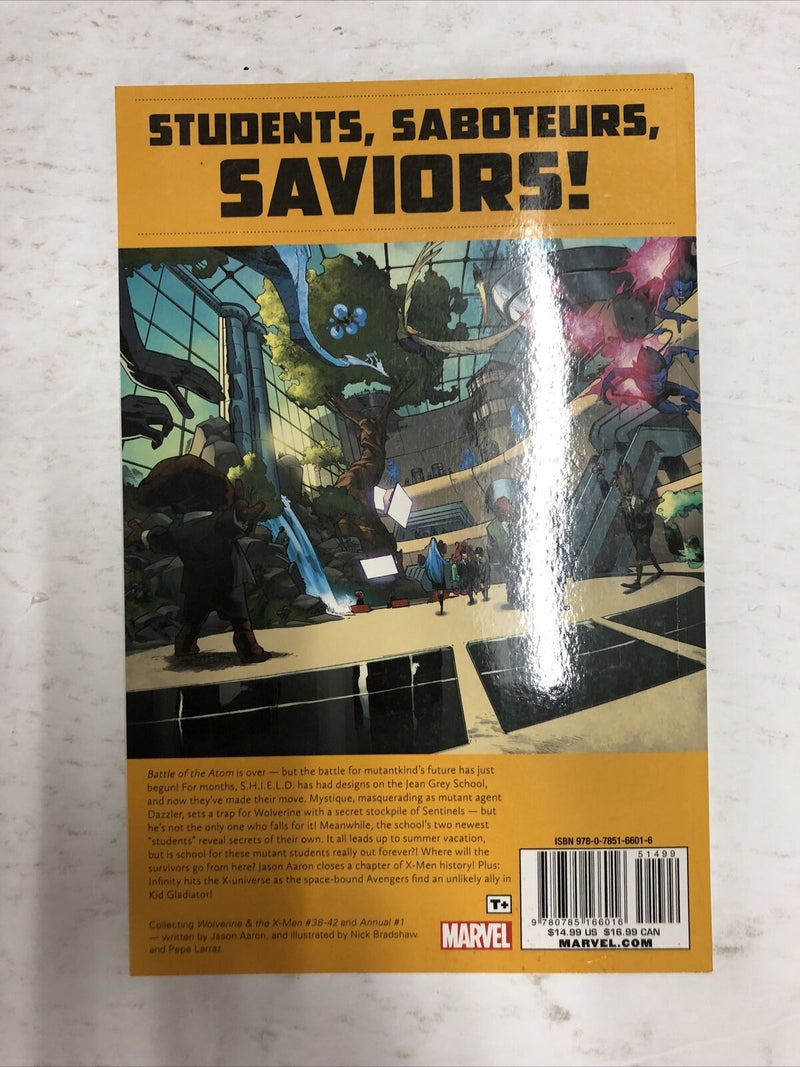 STUDENTS, SABOTEURS,
SAVIORS!
Battle of the Atom is over — but the battle for mutantkind's future has just
begun! For months, S.H.I.E.L.D. has had designs on the Jean Grey School,
and now they've made their move. Mystique, masquerading as mutant agent
Dazzler, sets a trap for Wolverine with a secret stockpile of Sentinels — but
he's not the only one who falls for it! Meanwhile, the school's two newest
"students" reveal secrets of their own. It all leads up to summer vacation,
but is school for these mutant students really out forever?! Where will the
survivors go from here? Jason Aaron closes a chapter of X-Men history! Plus:
Infinity hits the X-universe as the space-bound Avengers find an unlikely ally in
Kid Gladiator!
Collecting Wolverine & the X-Men #38-42 and Annual #1
— written by Jason Aaron, and illustrated by Nick Bradshaw
and Pepe Larraz
T+
MARVEL
ISBN 978-0-7851-6601-6
51499
9 780785 166016
$14.99 US $16.99 CAN
MARVEL.COM